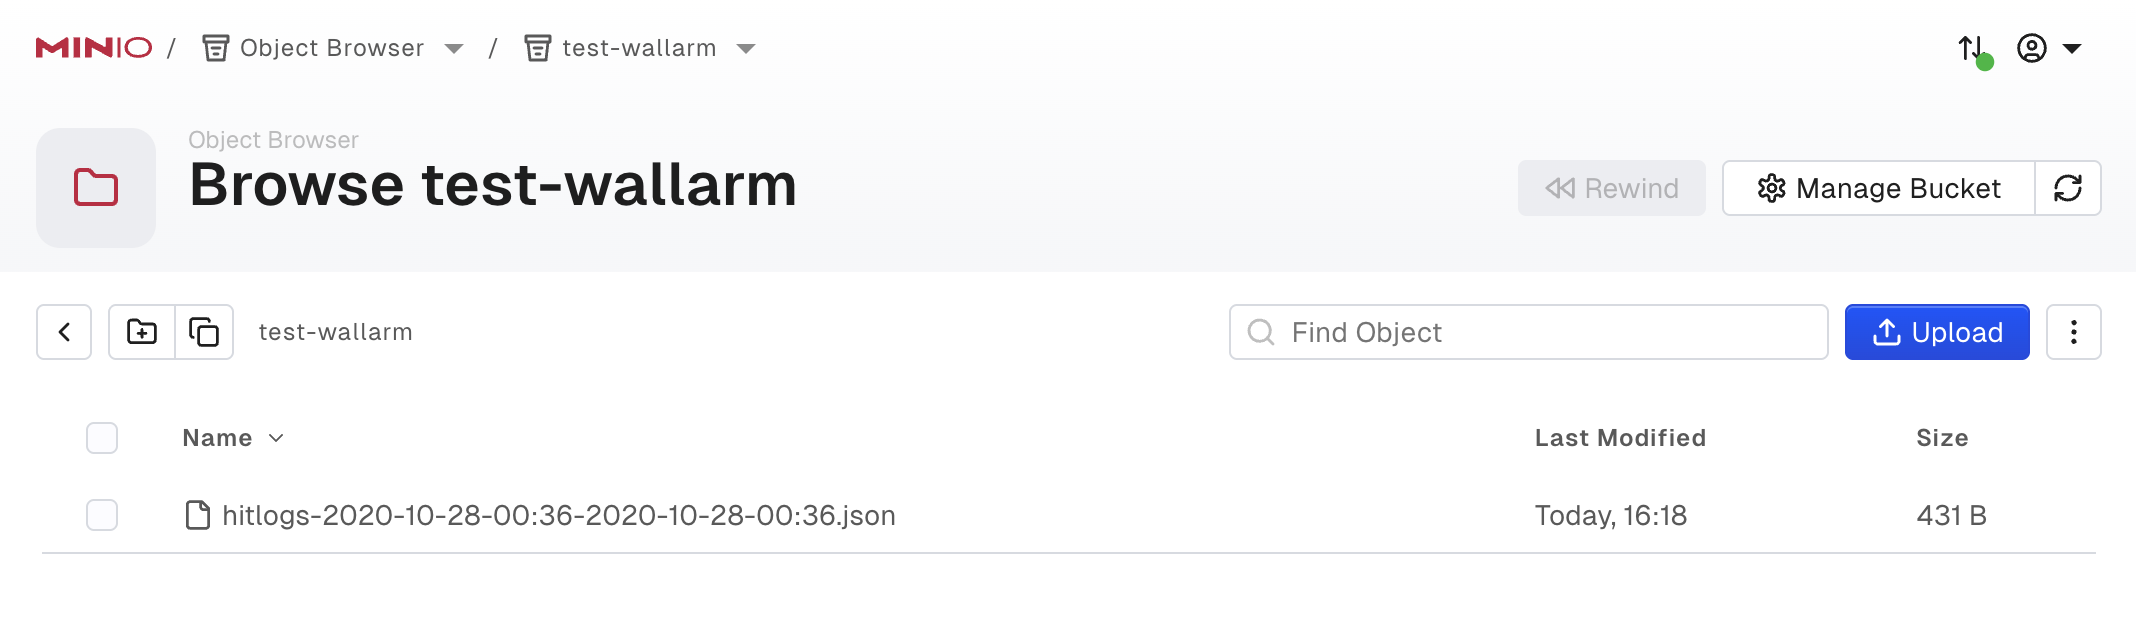 MINIO / Object Browser / test-wallarm
Object Browser
Browse test-wallarm
Rewind
Manage Bucket
test-wallarm
Find Object
Upload
Name Last Modified Size
hitlogs-2020-10-28-00:36-2020-10-28-00:36.json Today, 16:18 431 B